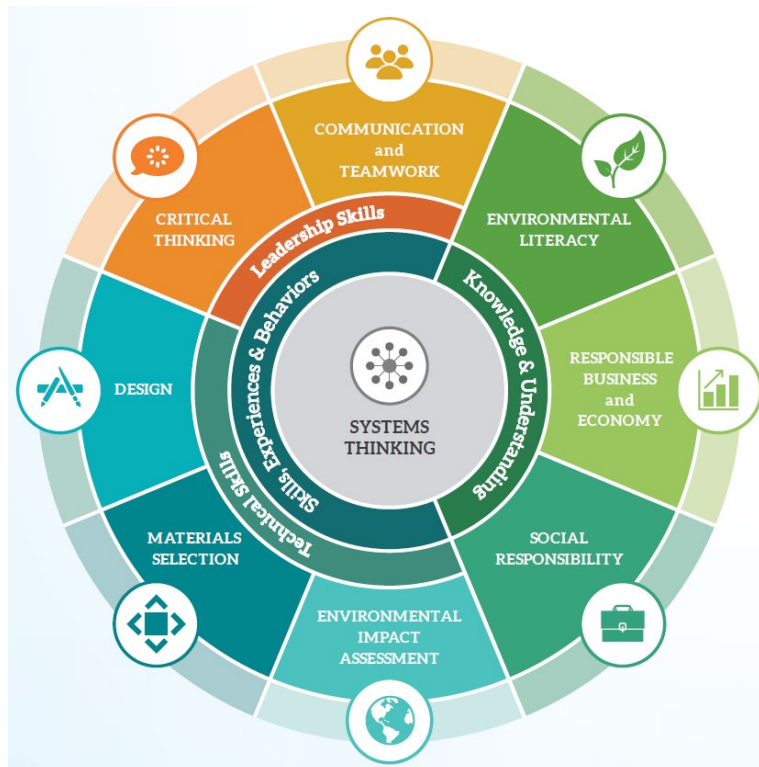 COMMUNICATION
and
TEAMWORK
ENVIRONMENTAL
LITERACY
RESPONSIBLE
BUSINESS
and
ECONOMY
SOCIAL
RESPONSIBILITY
ENVIRONMENTAL
IMPACT
ASSESSMENT
MATERIALS
SELECTION
DESIGN
CRITICAL
THINKING
Leadership Skills
Technical Skills
Skills, Experiences & Behaviors
Knowledge & Understanding
SYSTEMS
THINKING